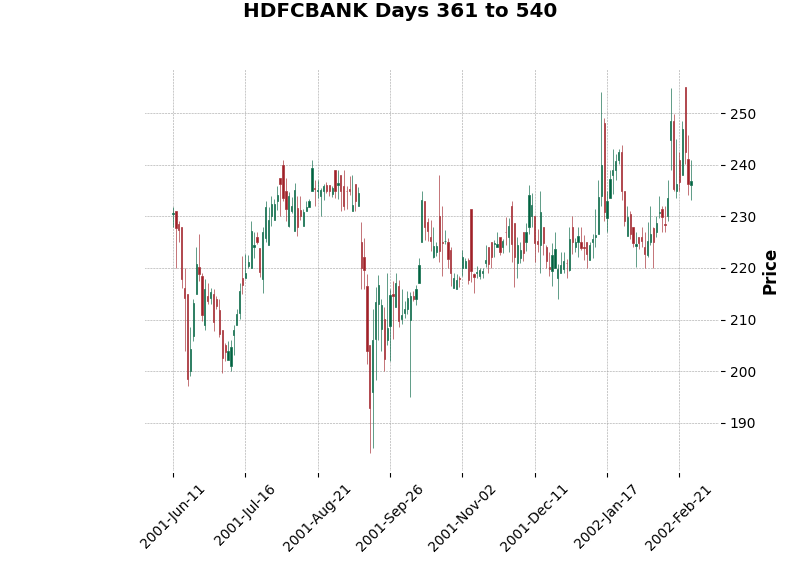 HDFCBANK Days 361 to 540
250
240
230
220
210
200
190
Price
2001-Jun-11
2001-Jul-16
2001-Aug-21
2001-Sep-26
2001-Nov-02
2001-Dec-11
2002-Jan-17
2002-Feb-21